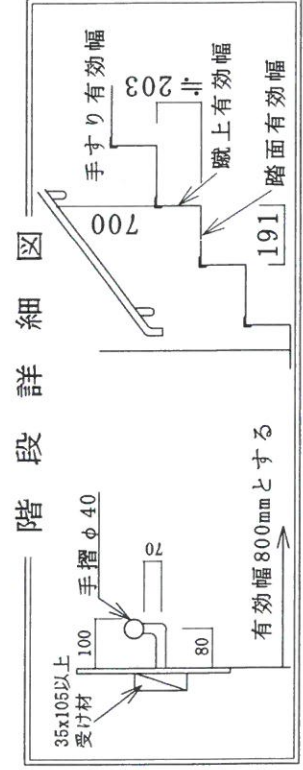 階段詳細図
35x105以上
受け材
100
手摺φ40
70
80
有効幅800mmとする
手すり有効幅
700
≒203
蹴上有効幅
踏面有効幅
191